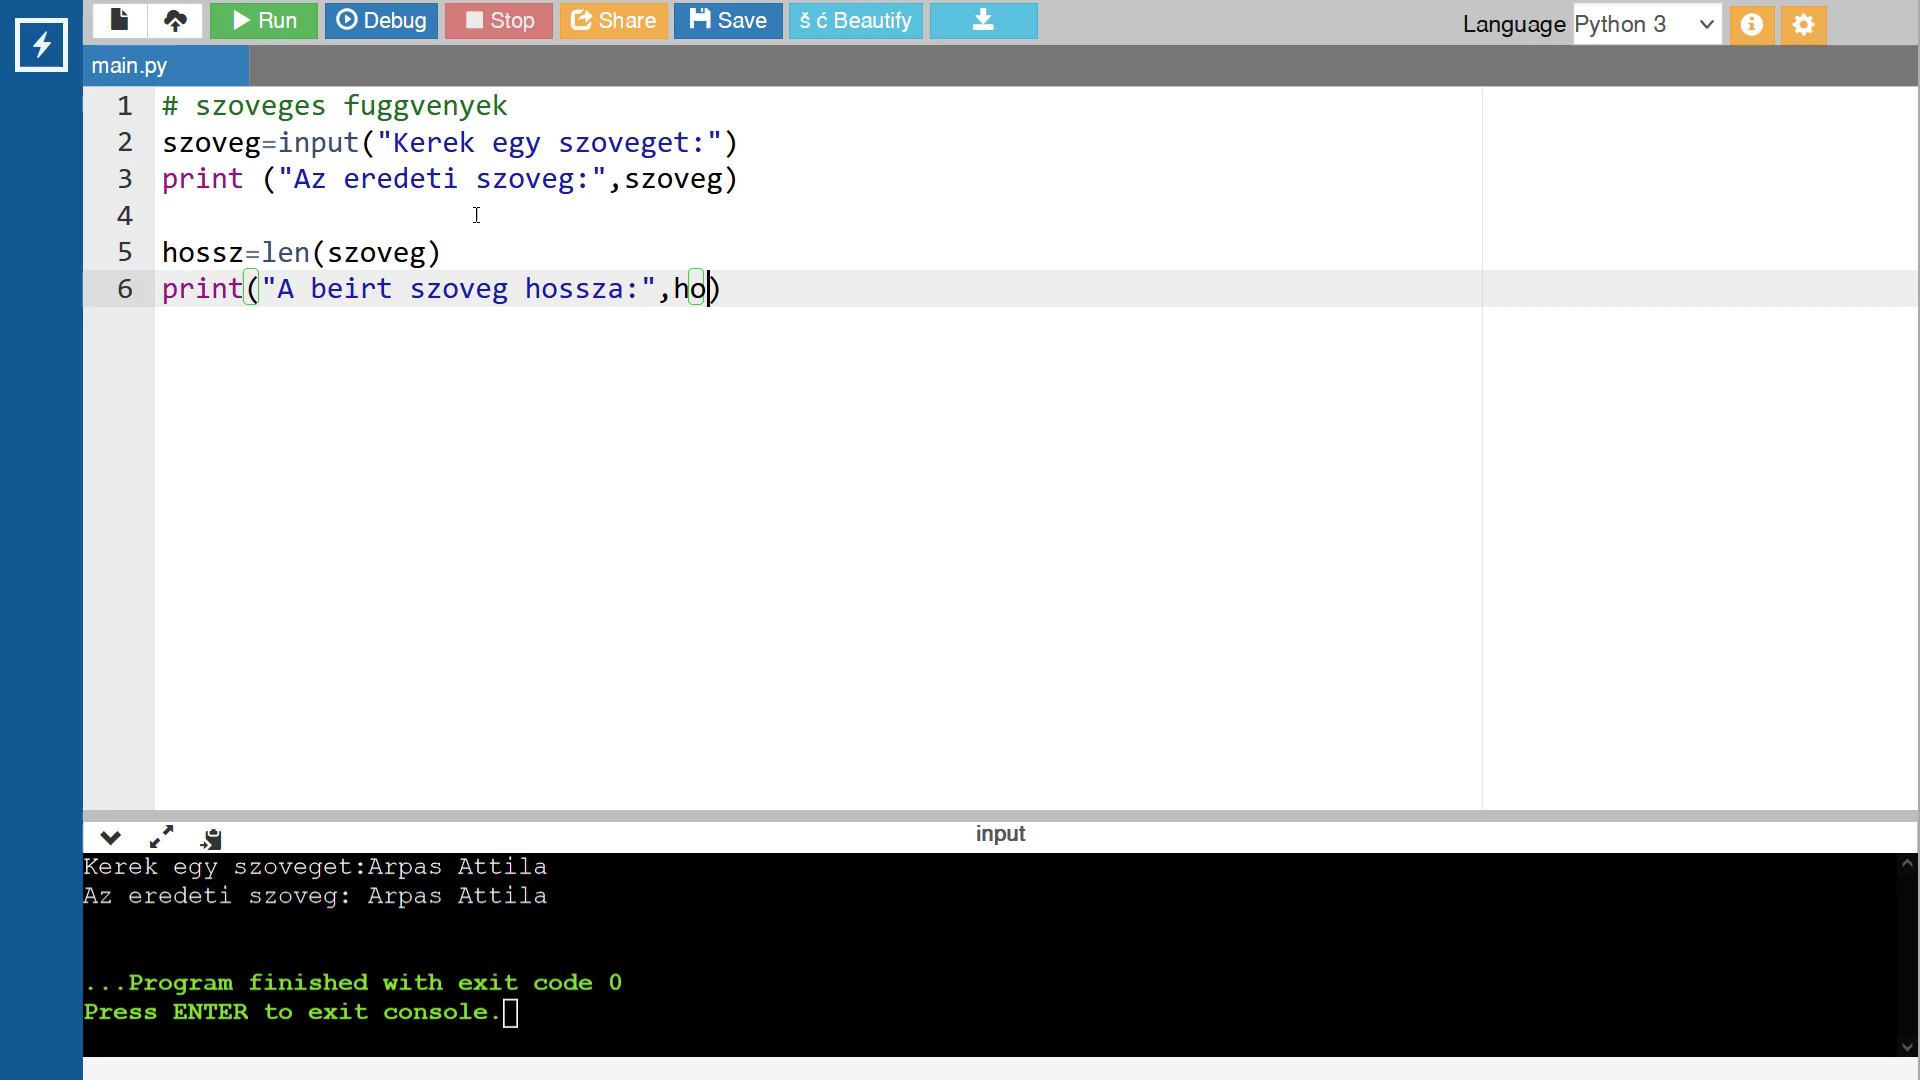 Run Debug Stop Share Save š ć Beautify Language Python 3
main.py
1 # szoveges fuggvenyek
2 szoveg=input("Kerek egy szoveget:")
3 print ("Az eredeti szoveg:",szoveg)
4
5 hossz=len(szoveg)
6 print("A beirt szoveg hossza:",ho)
input
Kerek egy szoveget:Arpas Attila
Az eredeti szoveg: Arpas Attila
...Program finished with exit code 0
Press ENTER to exit console.